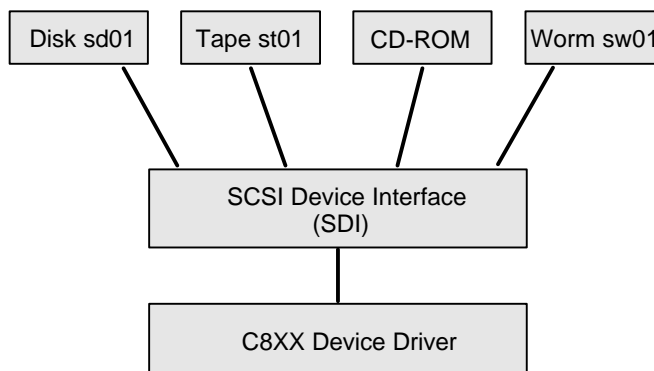 Disk sd01
Tape st01
CD-ROM
Worm sw01
SCSI Device Interface
(SDI)
C8XX Device Driver